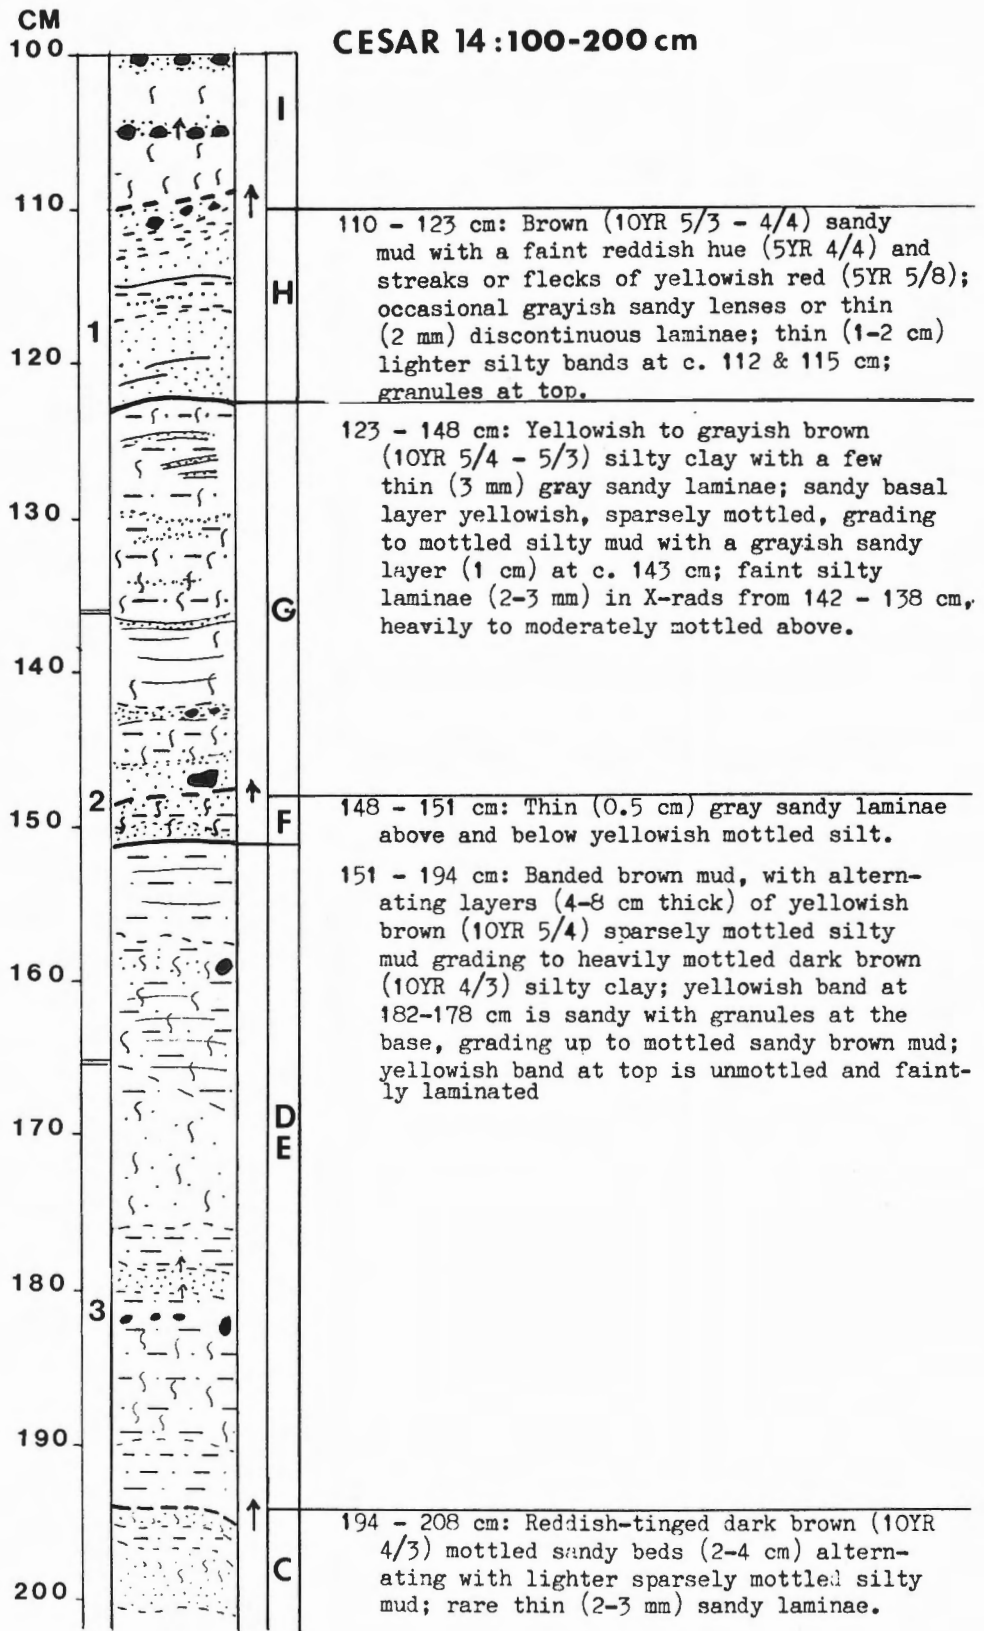 CM
CESAR 14:100-200 cm
100
I
110
110 - 123 cm: Brown (10YR 5/3 - 4/4) sandy
mud with a faint reddish hue (5YR 4/4) and
streaks or flecks of yellowish red (5YR 5/8);
occasional grayish sandy lenses or thin
(2 mm) discontinuous laminae; thin (1-2 cm)
lighter silty bands at c. 112 & 115 cm;
granules at top.
H
1
120
123 - 148 cm: Yellowish to grayish brown
(10YR 5/4 - 5/3) silty clay with a few
thin (3 mm) gray sandy laminae; sandy basal
layer yellowish, sparsely mottled, grading
to mottled silty mud with a grayish sandy
layer (1 cm) at c. 143 cm; faint silty
laminae (2-3 mm) in X-rads from 142 - 138 cm,
heavily to moderately mottled above.
130
G
140
2
150
F
148 - 151 cm: Thin (0.5 cm) gray sandy laminae
above and below yellowish mottled silt.
151 - 194 cm: Banded brown mud, with altern-
ating layers (4-8 cm thick) of yellowish
brown (10YR 5/4) sparsely mottled silty
mud grading to heavily mottled dark brown
(10YR 4/3) silty clay; yellowish band at
182-178 cm is sandy with granules at the
base, grading up to mottled sandy brown mud;
yellowish band at top is unmottled and faint-
ly laminated
160
170
D
E
180
3
190
194 - 208 cm: Reddish-tinged dark brown (10YR
4/3) mottled sandy beds (2-4 cm) altern-
ating with lighter sparsely mottled silty
mud; rare thin (2-3 mm) sandy laminae.
C
200